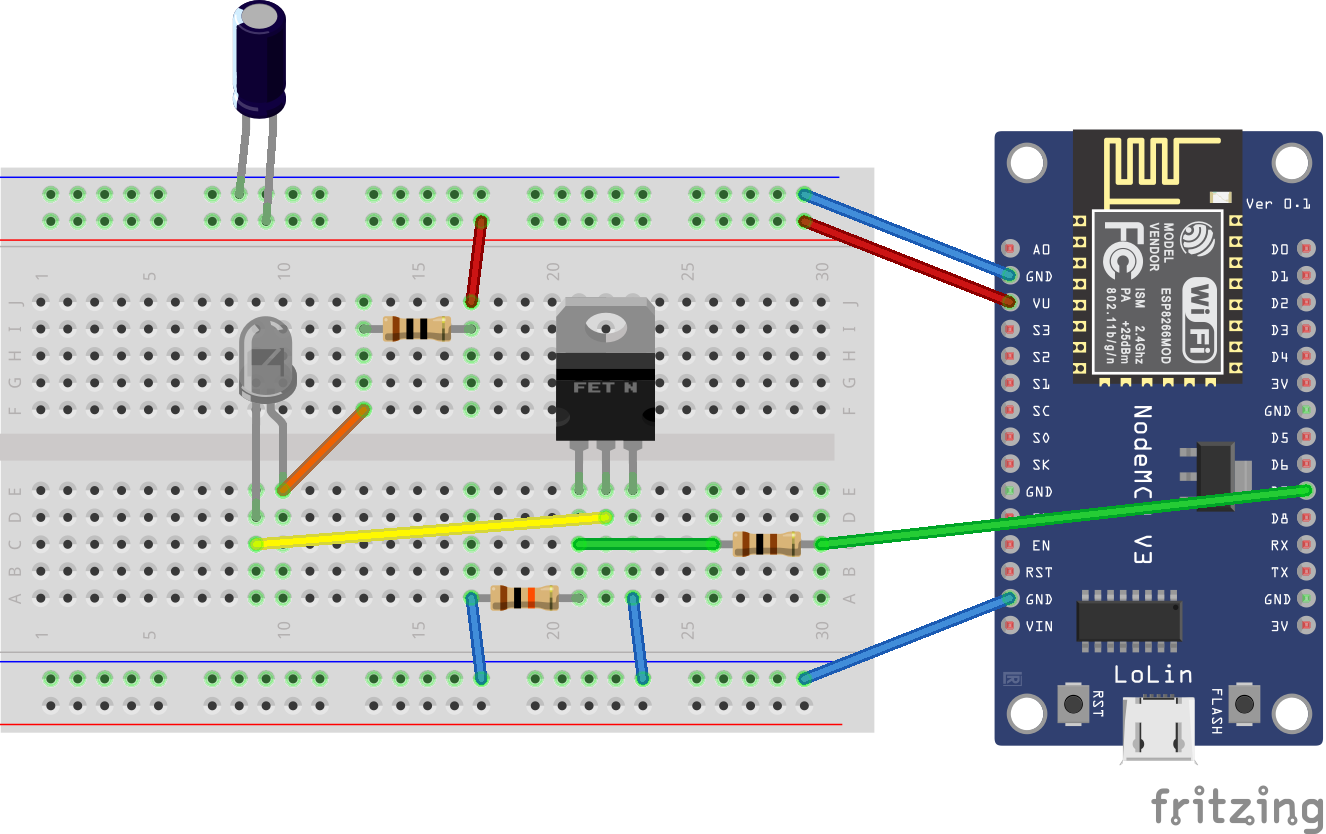 1 5 10 15 20 25 30
J J
I I
H H
G G
F F
E E
D D
C C
B B
A A
1 5 10 15 20 25 30
FET N
Ver 0.1
MODEL
VENDOR
ESP8266MOD
FC
WiFi
ISM 2.4Ghz
PA +25dBm
802.11b/g/n
A0
GND
VU
S3
S2
S1
SC
S0
SK
GND
EN
RST
GND
VIN
D0
D1
D2
D3
D4
3V
GND
D5
D6
D8
RX
TX
GND
3V
NodeMC V3
LoLin
RST
FLASH
fritzing